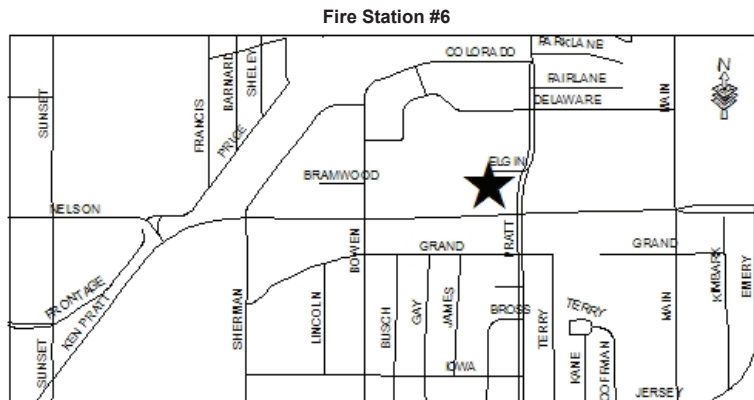 Fire Station #6
COLORADO
PARKLANE
FAIRLANE
DELAWARE
N
SUNSET
FRANCIS
BARNARD
SHELEY
PRICE
MAIN
ELGIN
BRAMWOOD
NELSON
BOWEN
GRAND
PRATT
GRAND
KIMBARK
EMERY
FRONTAGE
KEN PRATT
SHERMAN
LINCOLN
BUSCH
GAY
JAMES
BROSS
TERRY
TERRY
MAIN
SUNSET
IOWA
KANE
COFFMAN
JERSEY